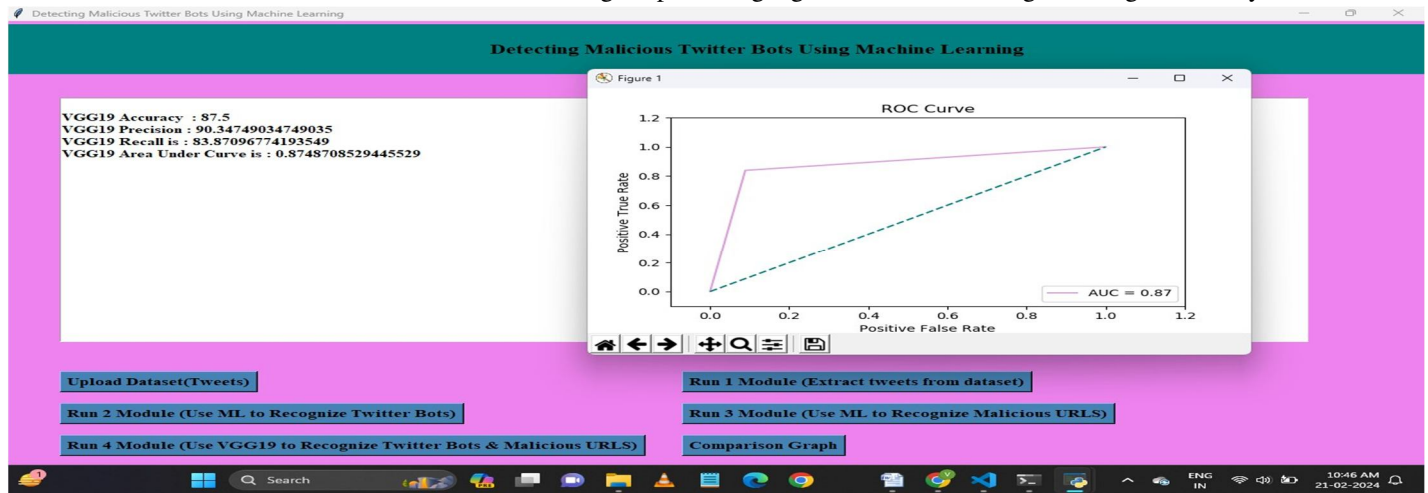 Detecting Malicious Twitter Bots Using Machine Learning
Detecting Malicious Twitter Bots Using Machine Learning
VGG19 Accuracy : 87.5
VGG19 Precision : 90.34749034749035
VGG19 Recall is : 83.87096774193549
VGG19 Area Under Curve is : 0.8748708529445529
Figure 1
ROC Curve
1.2
1.0
0.8
0.6
0.4
0.2
0.0
Positive True Rate
AUC = 0.87
0.0 0.2 0.4 0.6 0.8 1.0 1.2
Positive False Rate
Upload Dataset(Tweets)
Run 1 Module (Extract tweets from dataset)
Run 2 Module (Use ML to Recognize Twitter Bots)
Run 3 Module (Use ML to Recognize Malicious URLS)
Run 4 Module (Use VGG19 to Recognize Twitter Bots & Malicious URLS)
Comparison Graph
1
Search
ENG
IN
10:46 AM
21-02-2024